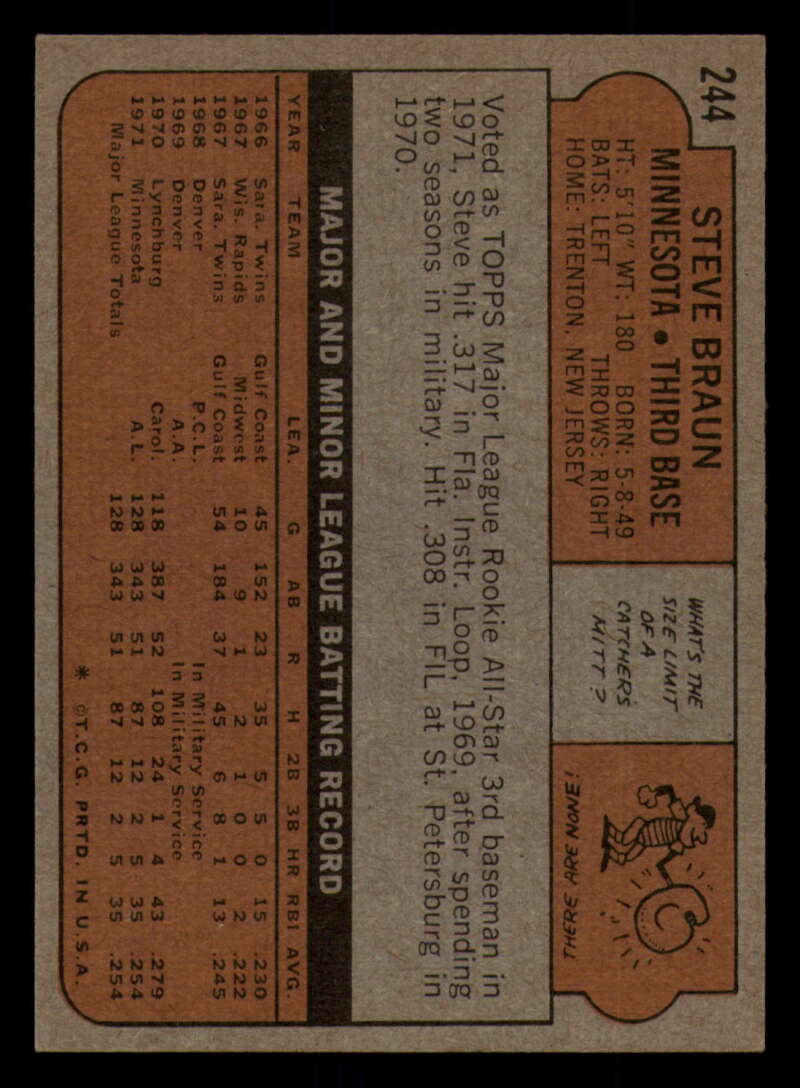 244
STEVE BRAUN
MINNESOTA • THIRD BASE
HT: 5'10" WT: 180 BORN: 5-8-49
BATS: LEFT THROWS: RIGHT
HOME: TRENTON, NEW JERSEY
WHAT'S THE
SIZE LIMIT
OF A
CATCHER'S
MITT?
THERE ARE NONE!
Voted as TOPPS Major League Rookie All-Star 3rd baseman in
1971, Steve hit .317 in Fla. Instr. Loop, 1969, after spending
two seasons in military. Hit .308 in FIL at St. Petersburg in
1970.
MAJOR AND MINOR LEAGUE BATTING RECORD
YEAR TEAM LEA. G AB R H 2B 3B HR RBI AVG.
1966 Sara. Twins Gulf Coast 45 152 23 35 5 5 0 15 .230
1967 Wis. Rapids Midwest 10 9 1 2 1 0 0 2 .222
1967 Sara. Twins Gulf Coast 54 184 37 45 6 8 1 13 .245
1968 Denver P.C.L. In Military Service
1969 Denver A.A. In Military Service
1970 Lynchburg Carol. 118 387 52 108 24 1 4 43 .279
1971 Minnesota A.L. 128 343 51 87 12 2 5 35 .254
Major League Totals 128 343 51 87 12 2 5 35 .254
* ©T.C.G. PRTD. IN U.S.A.